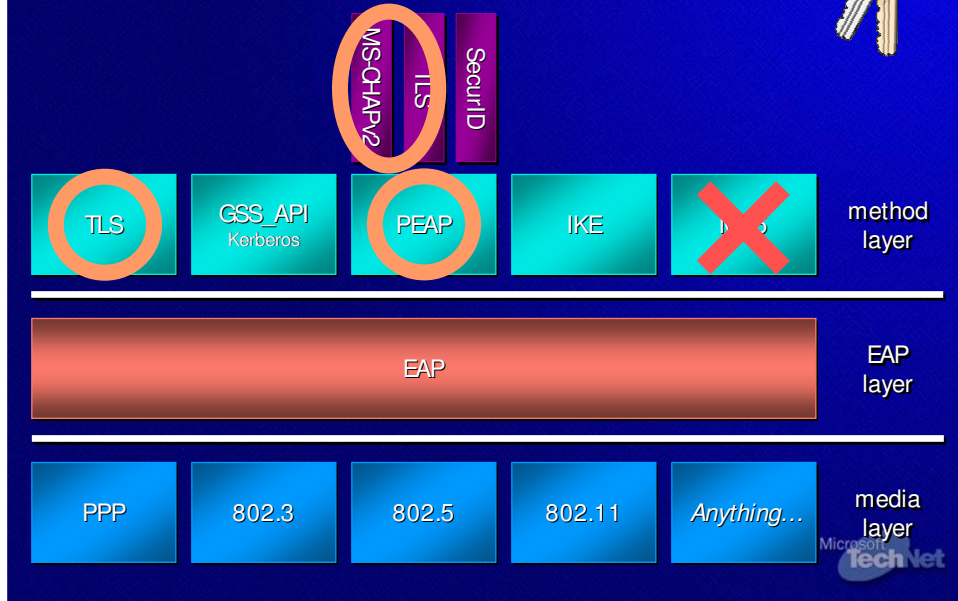 MS-CHAPv2
TLS
SecurID
TLS
GSS_API
Kerberos
PEAP
IKE
method
layer
EAP
EAP
layer
PPP
802.3
802.5
802.11
Anything...
media
layer
Microsoft
TechNet